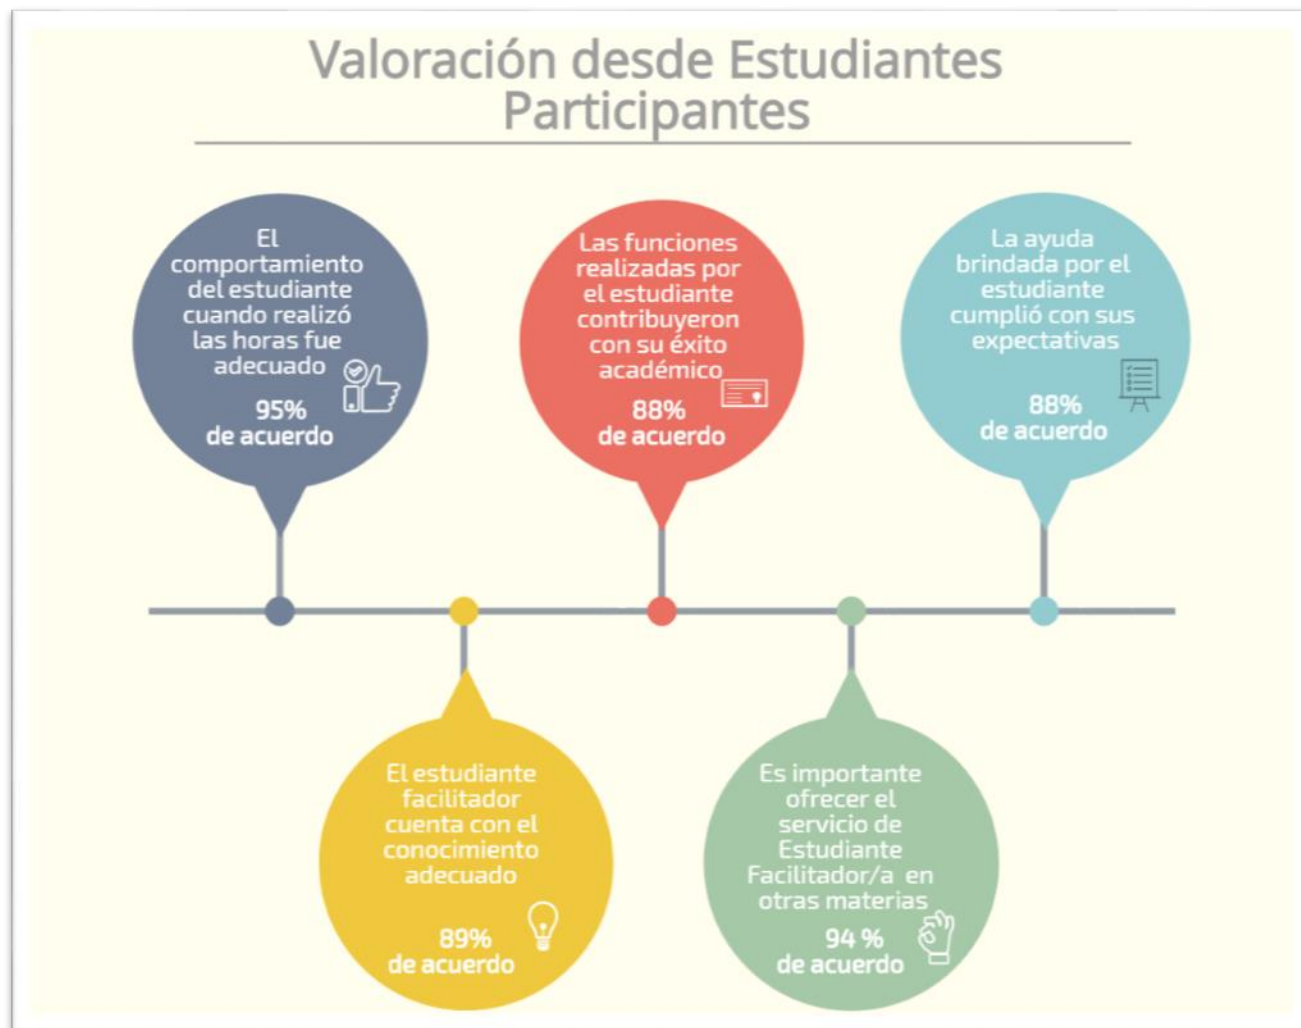 Valoración desde Estudiantes
Participantes
El
comportamiento
del estudiante
cuando realizó
las horas fue
adecuado
95%
de acuerdo
Las funciones
realizadas por
el estudiante
contribuyeron
con su éxito
académico
88%
de acuerdo
La ayuda
brindada por el
estudiante
cumplió con sus
expectativas
88%
de acuerdo
El estudiante
facilitador
cuenta con el
conocimiento
adecuado
89%
de acuerdo
Es importante
ofrecer el
servicio de
Estudiante
Facilitador/a en
otras materias
94 %
de acuerdo